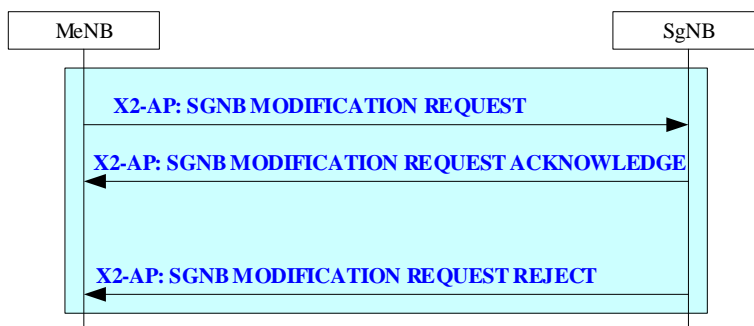 MeNB
SgNB
X2-AP: SGNB MODIFICATION REQUEST
X2-AP: SGNB MODIFICATION REQUEST ACKNOWLEDGE
X2-AP: SGNB MODIFICATION REQUEST REJECT